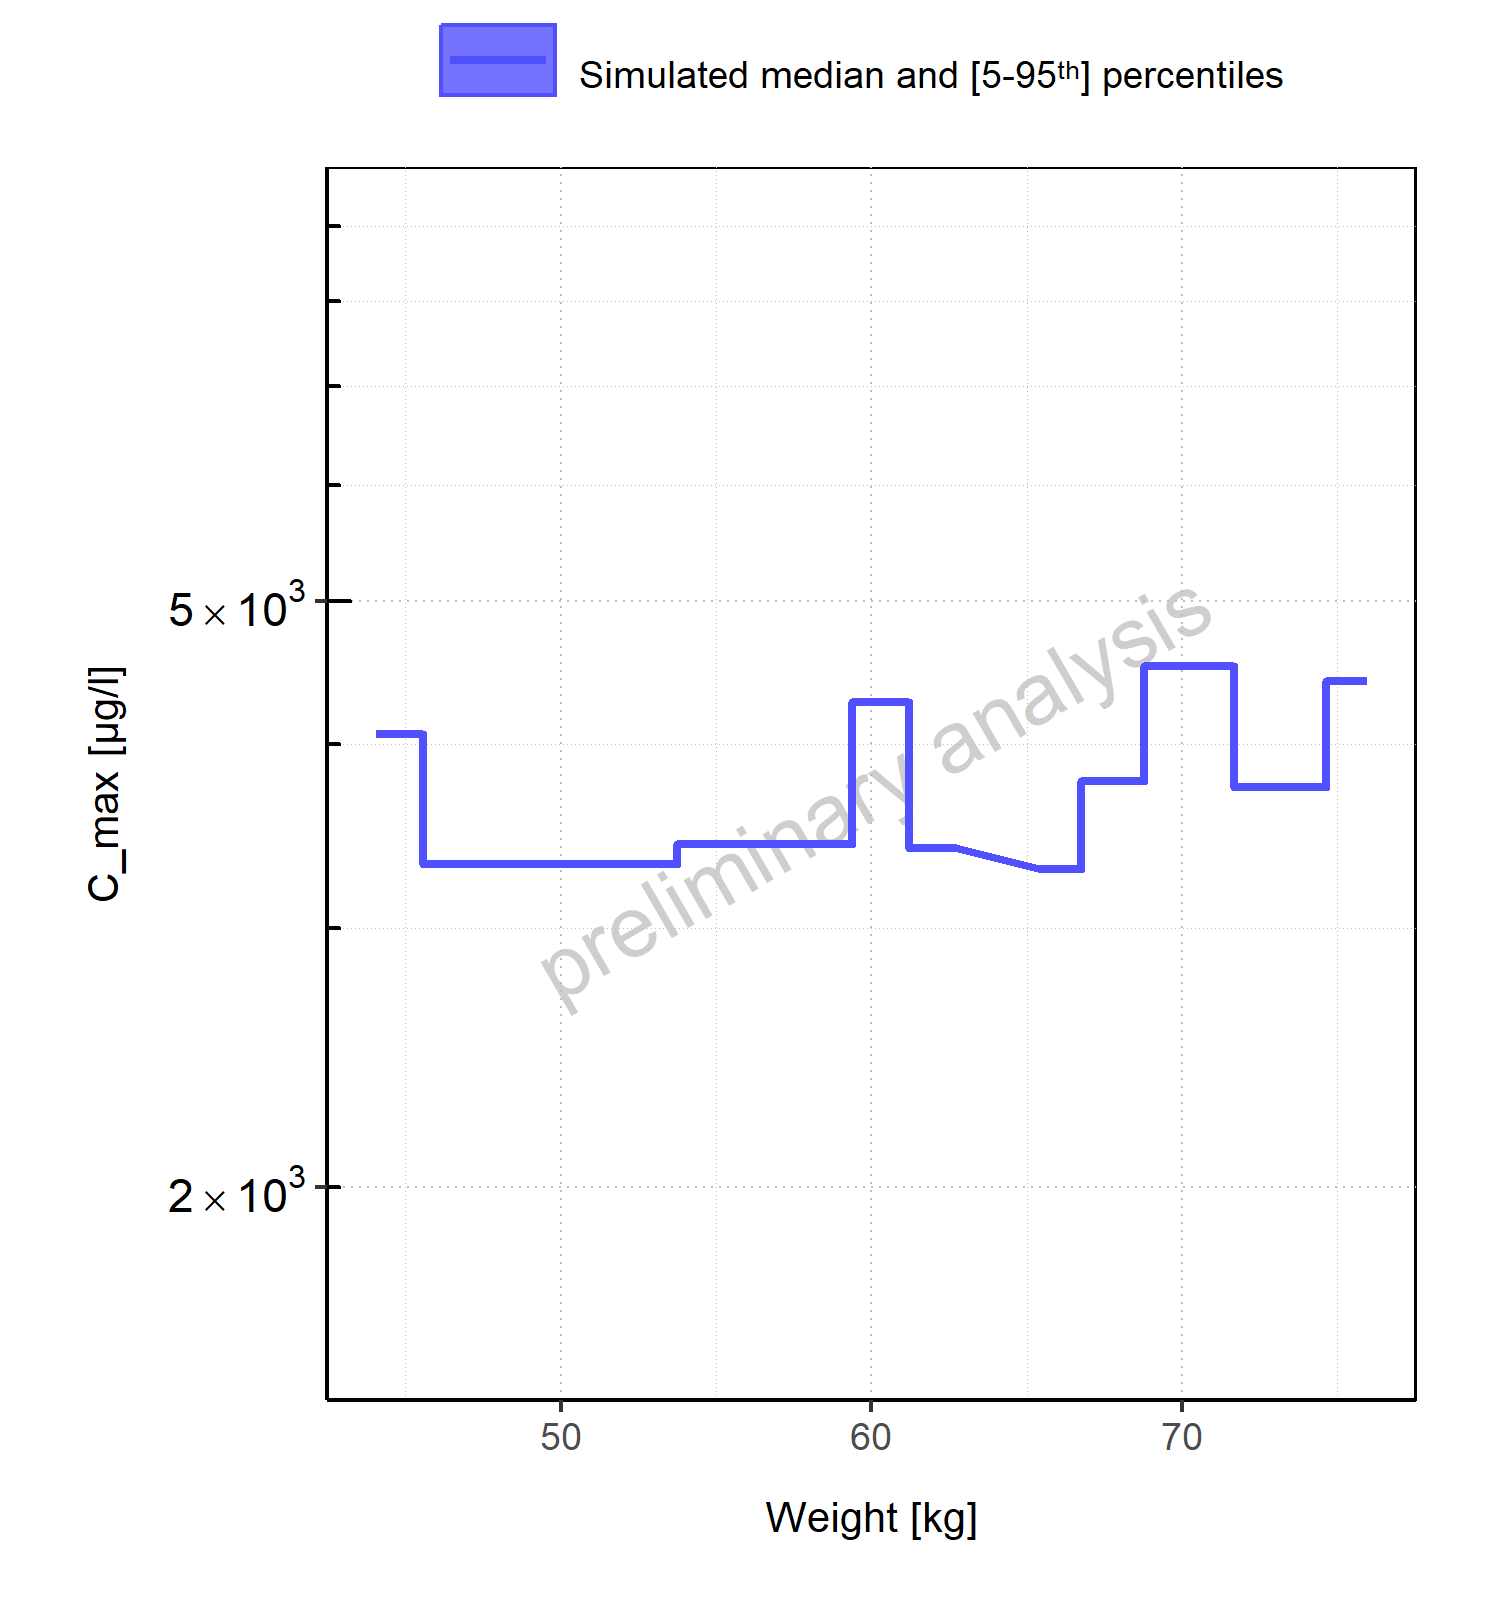 Simulated median and [5-95ᵗʰ] percentiles
5 × 10³
C_max [µg/l]
preliminary analysis
2 × 10³
50 60 70
Weight [kg]